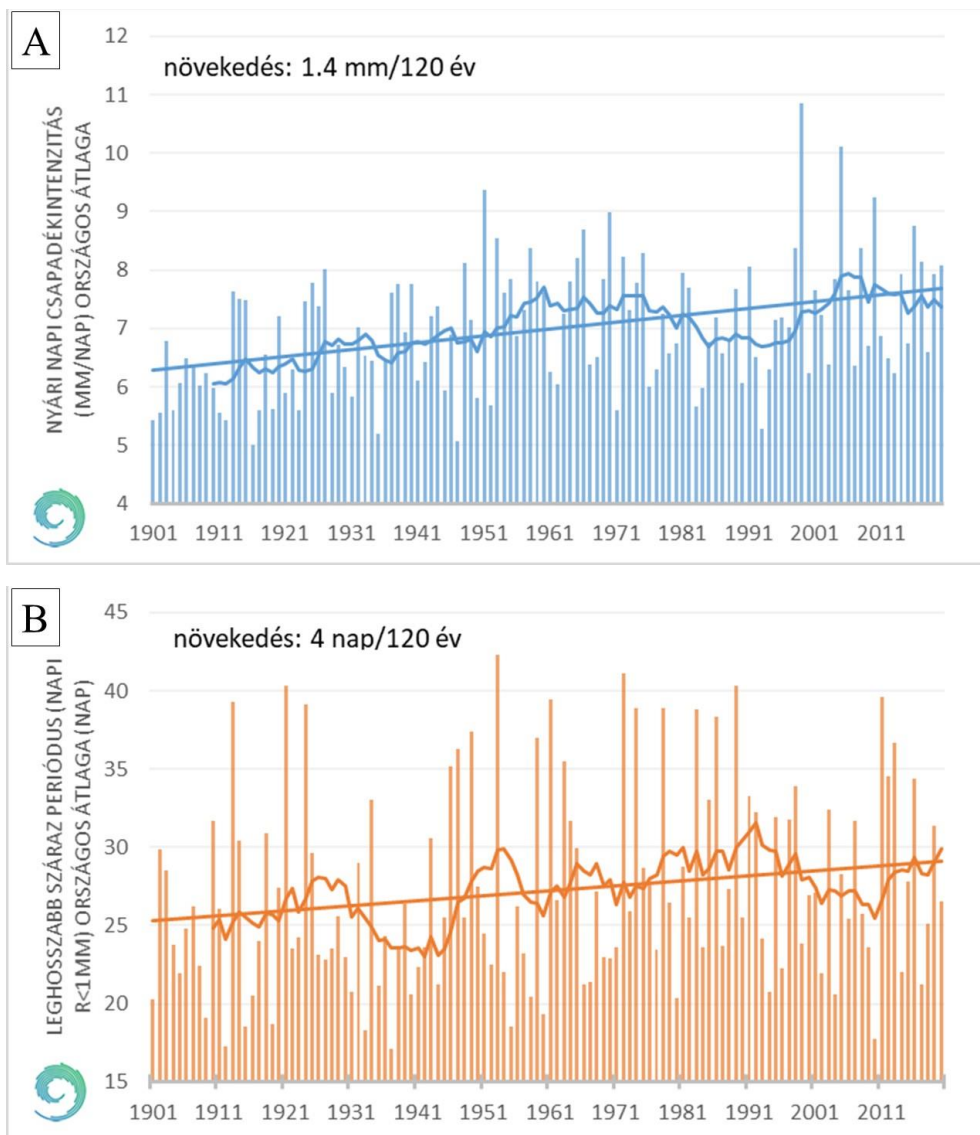 A
NYÁRI NAPI CSAPADÉKINTENZITÁS
(MM/NAP) ORSZÁGOS ÁTLAGA
növekedés: 1.4 mm/120 év
12
11
10
9
8
7
6
5
4
1901 1911 1921 1931 1941 1951 1961 1971 1981 1991 2001 2011
B
LEGHOSSZABB SZÁRAZ PERIÓDUS (NAPI
R<1MM) ORSZÁGOS ÁTLAGA (NAP)
növekedés: 4 nap/120 év
45
40
35
30
25
20
15
1901 1911 1921 1931 1941 1951 1961 1971 1981 1991 2001 2011